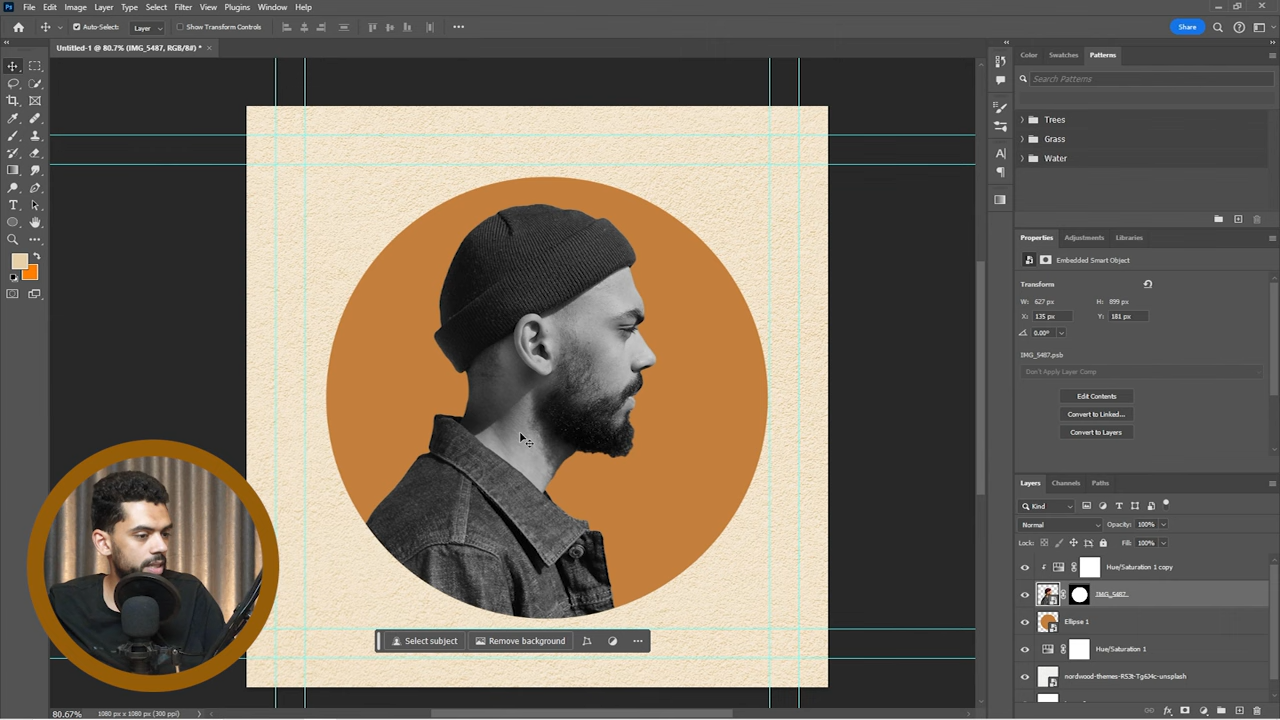 File Edit Image Layer Type Select Filter View Plugins Window Help
Auto-Select: Layer Show Transform Controls Share
Untitled-1 @ 80.7% (IMG_5487, RGB/8#) *
Color Swatches Patterns
Search Patterns
Trees
Grass
Water
Properties Adjustments Libraries
Embedded Smart Object
Transform
W: 627 px H: 899 px
X: 135 px Y: 181 px
0.00°
IMG_5487.psb
Don't Apply Layer Comp
Edit Contents
Convert to Linked...
Convert to Layers
Layers Channels Paths
Kind
Normal Opacity: 100%
Lock: Fill: 100%
Hue/Saturation 1 copy
IMG_5487
Ellipse 1
Hue/Saturation 1
nordwood-themes-R53t-Tg6J4c-unsplash
Select subject Remove background
80.67% 1080 px x 1080 px (300 ppi)